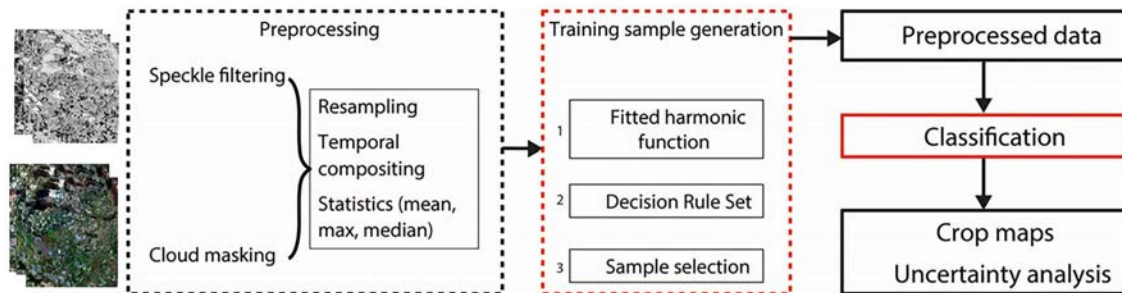 Preprocessing
Speckle filtering
Cloud masking
Resampling
Temporal
compositing
Statistics (mean,
max, median)
Training sample generation
1
Fitted harmonic
function
2
Decision Rule Set
3
Sample selection
Preprocessed data
Classification
Crop maps
Uncertainty analysis